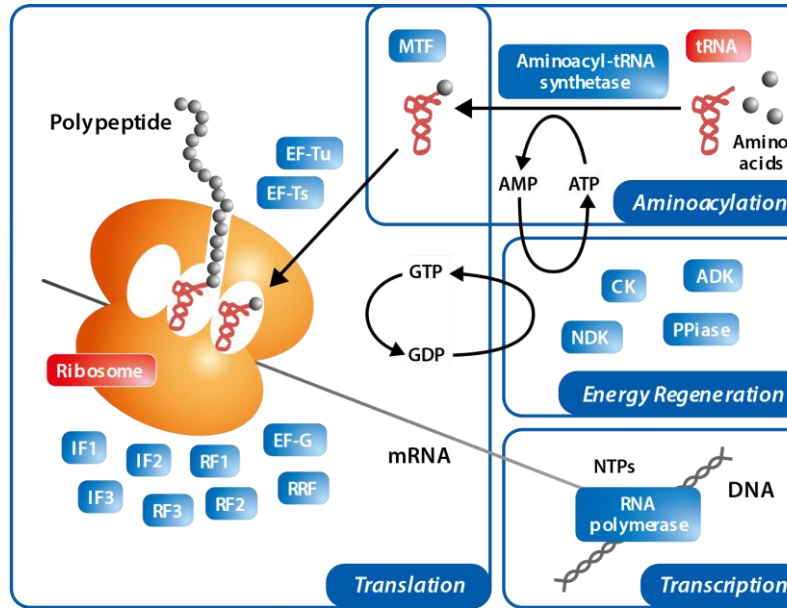 MTF
Aminoacyl-tRNA
synthetase
tRNA
Amino
acids
Polypeptide
EF-Tu
EF-Ts
AMP
ATP
Aminoacylation
GTP
GDP
CK
ADK
NDK
PPiase
Energy Regeneration
Ribosome
IF1
IF2
RF1
EF-G
IF3
RF3
RF2
RRF
mRNA
Translation
NTPs
DNA
RNA
polymerase
Transcription